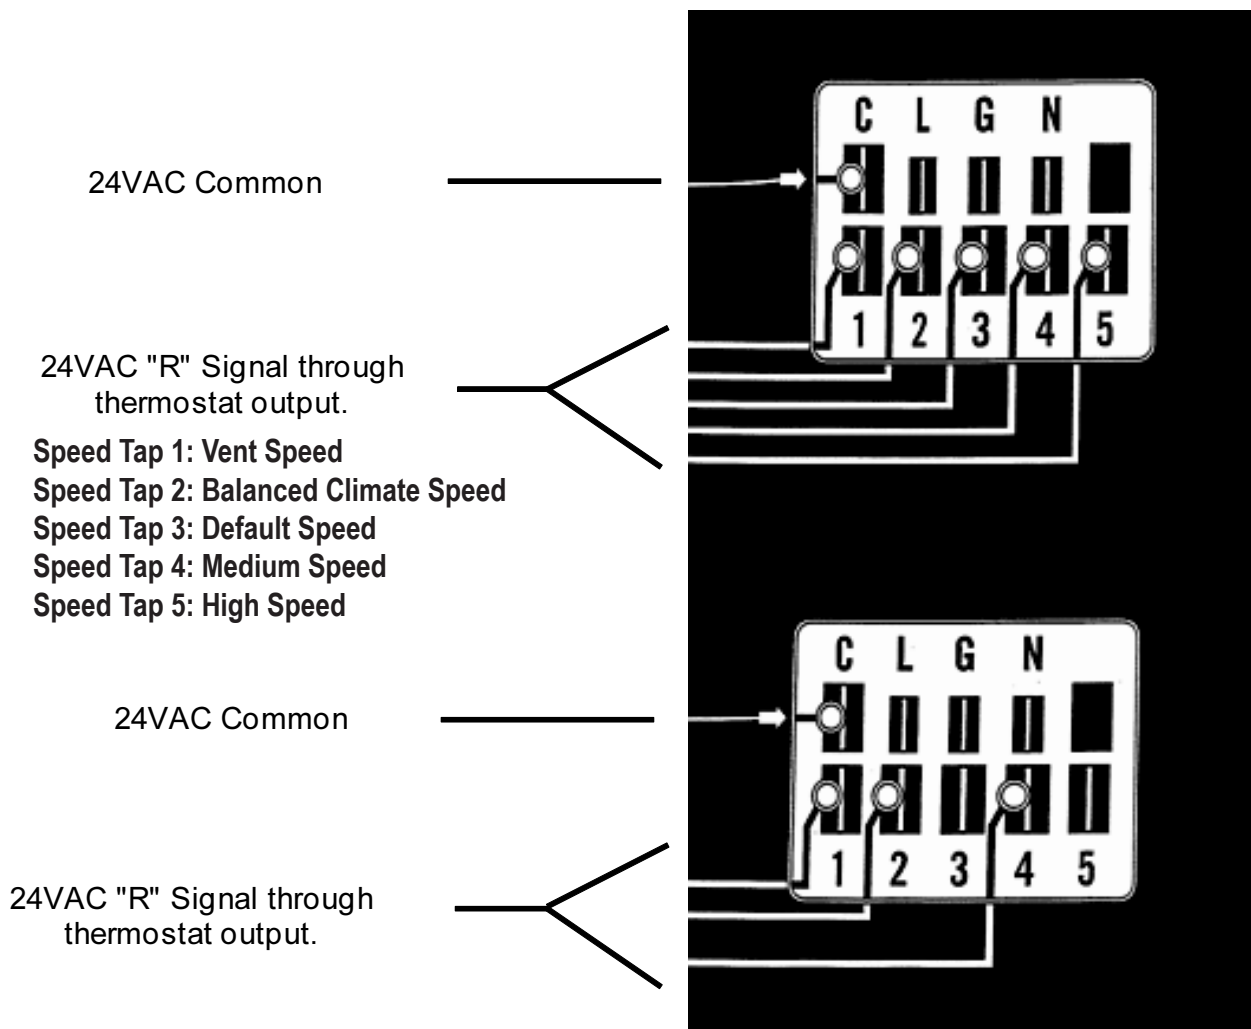 C L G N
24VAC Common
1 2 3 4 5
24VAC "R" Signal through
thermostat output.
Speed Tap 1: Vent Speed
Speed Tap 2: Balanced Climate Speed
Speed Tap 3: Default Speed
Speed Tap 4: Medium Speed
Speed Tap 5: High Speed
C L G N
24VAC Common
1 2 3 4 5
24VAC "R" Signal through
thermostat output.